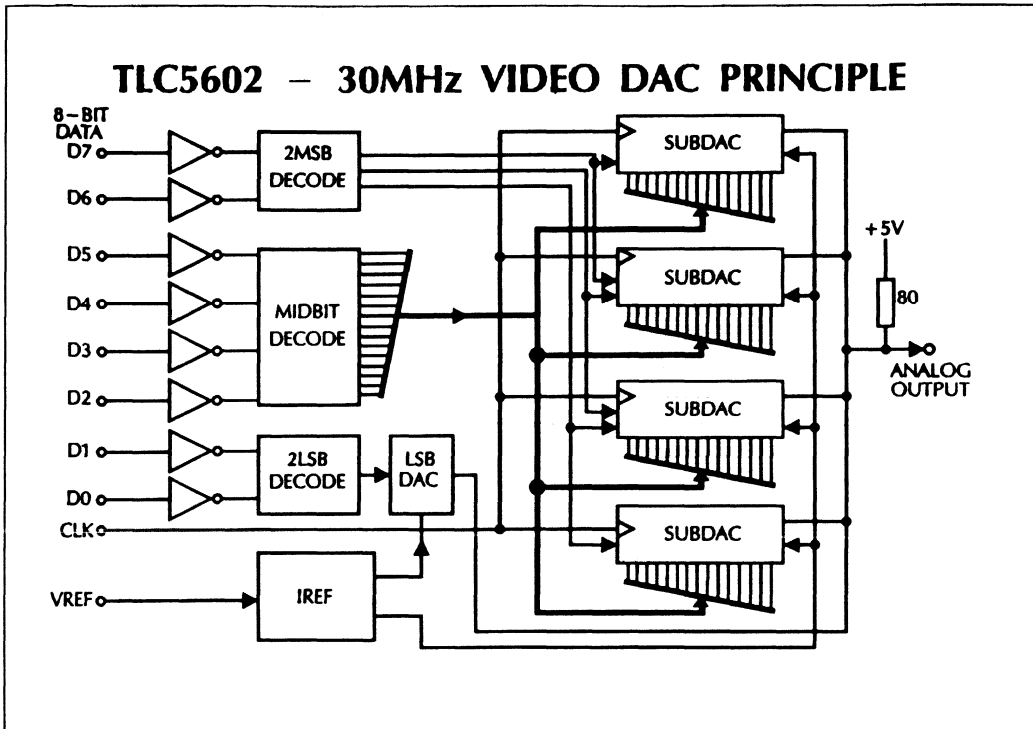 TLC5602 – 30MHz VIDEO DAC PRINCIPLE
8-BIT
DATA
D7
D6
D5
D4
D3
D2
D1
D0
CLK
VREF
2MSB
DECODE
MIDBIT
DECODE
2LSB
DECODE
LSB
DAC
IREF
SUBDAC
SUBDAC
SUBDAC
SUBDAC
+5V
80
ANALOG
OUTPUT